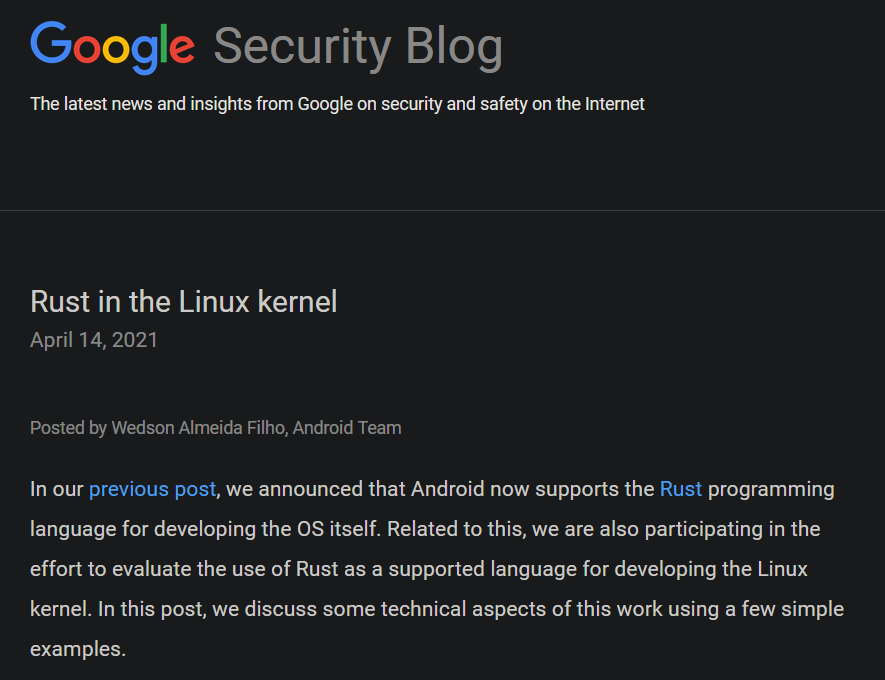 Google Security Blog
The latest news and insights from Google on security and safety on the Internet
Rust in the Linux kernel
April 14, 2021
Posted by Wedson Almeida Filho, Android Team
In our previous post, we announced that Android now supports the Rust programming
language for developing the OS itself. Related to this, we are also participating in the
effort to evaluate the use of Rust as a supported language for developing the Linux
kernel. In this post, we discuss some technical aspects of this work using a few simple
examples.